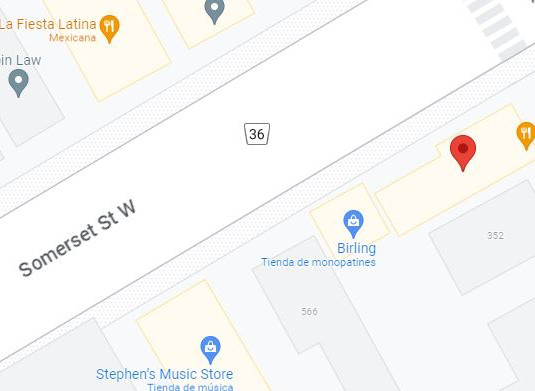 La Fiesta Latina
Mexicana
in Law
36
Somerset St W
Birling
Tienda de monopatines
352
566
Stephen's Music Store
Tienda de música